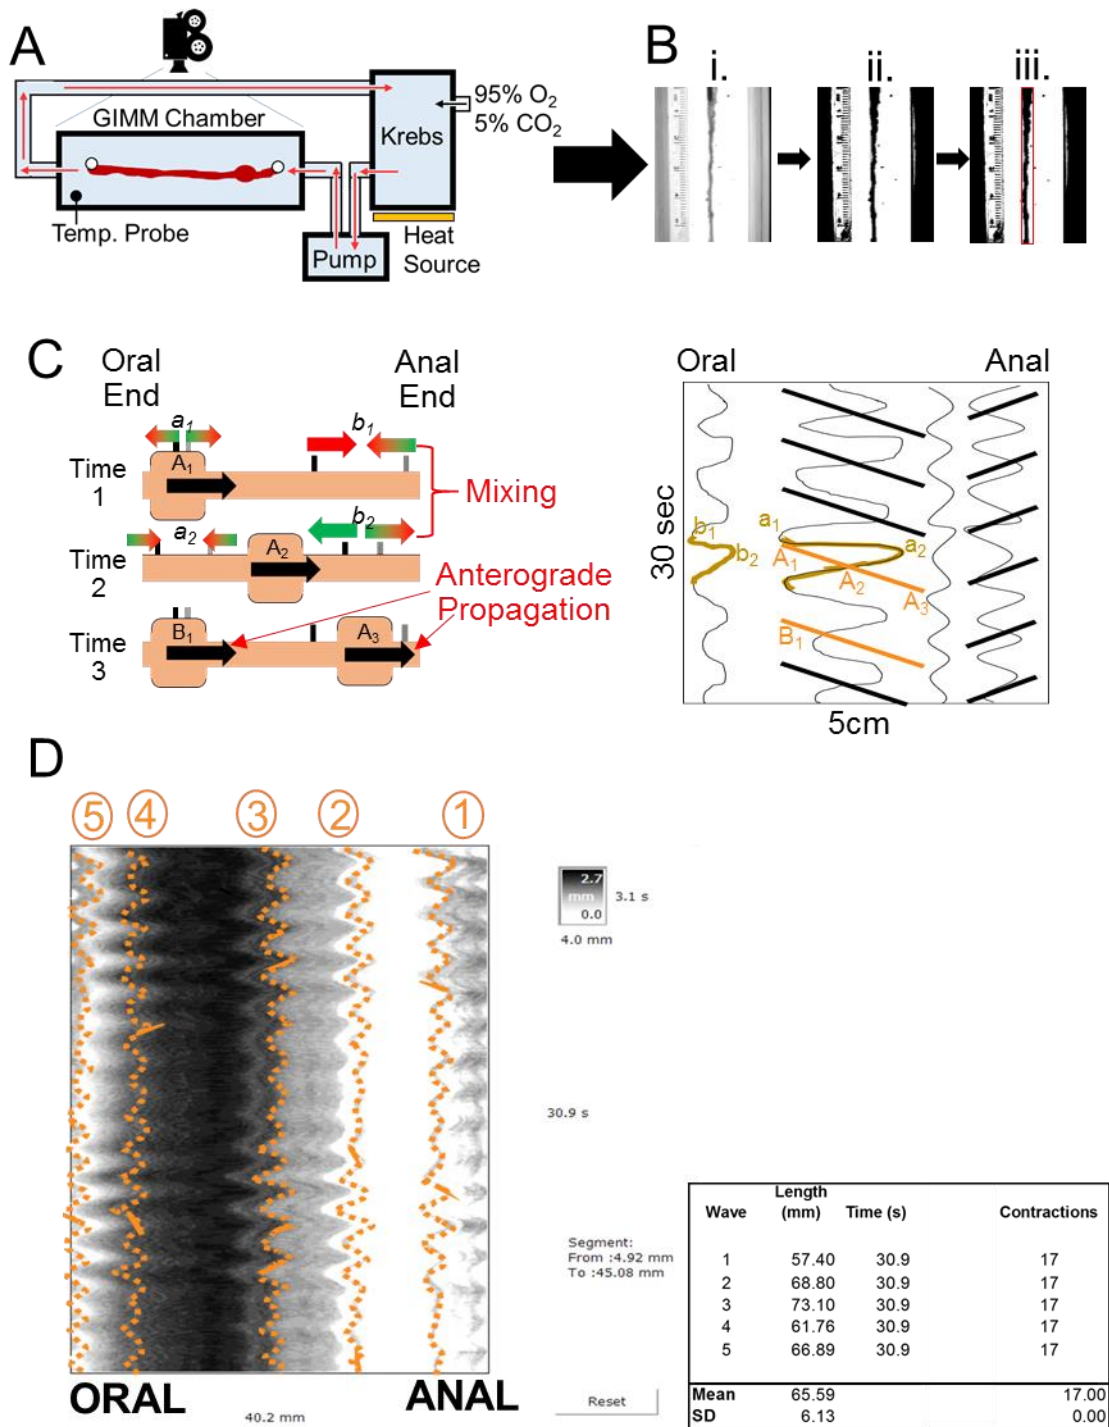 A
GIMM Chamber
Krebs
95% O₂
5% CO₂
Temp. Probe
Pump
Heat
Source
B
i.
ii.
iii.
C
Oral
End
Anal
End
a₁
b₁
A₁
Time
1
Mixing
a₂
b₂
A₂
Time
2
Anterograde
Propagation
B₁
A₃
Time
3
Oral
Anal
30 sec
b₁
b₂
a₁
a₂
A₁
A₂
A₃
B₁
5cm
D
5
4
3
2
1
2.7
mm
0.0
3.1 s
4.0 mm
30.9 s
Segment:
From :4.92 mm
To :45.08 mm
Reset
ORAL
ANAL
40.2 mm
Wave Length (mm) Time (s) Contractions
1 57.40 30.9 17
2 68.80 30.9 17
3 73.10 30.9 17
4 61.76 30.9 17
5 66.89 30.9 17
Mean 65.59 17.00
SD 6.13 0.00